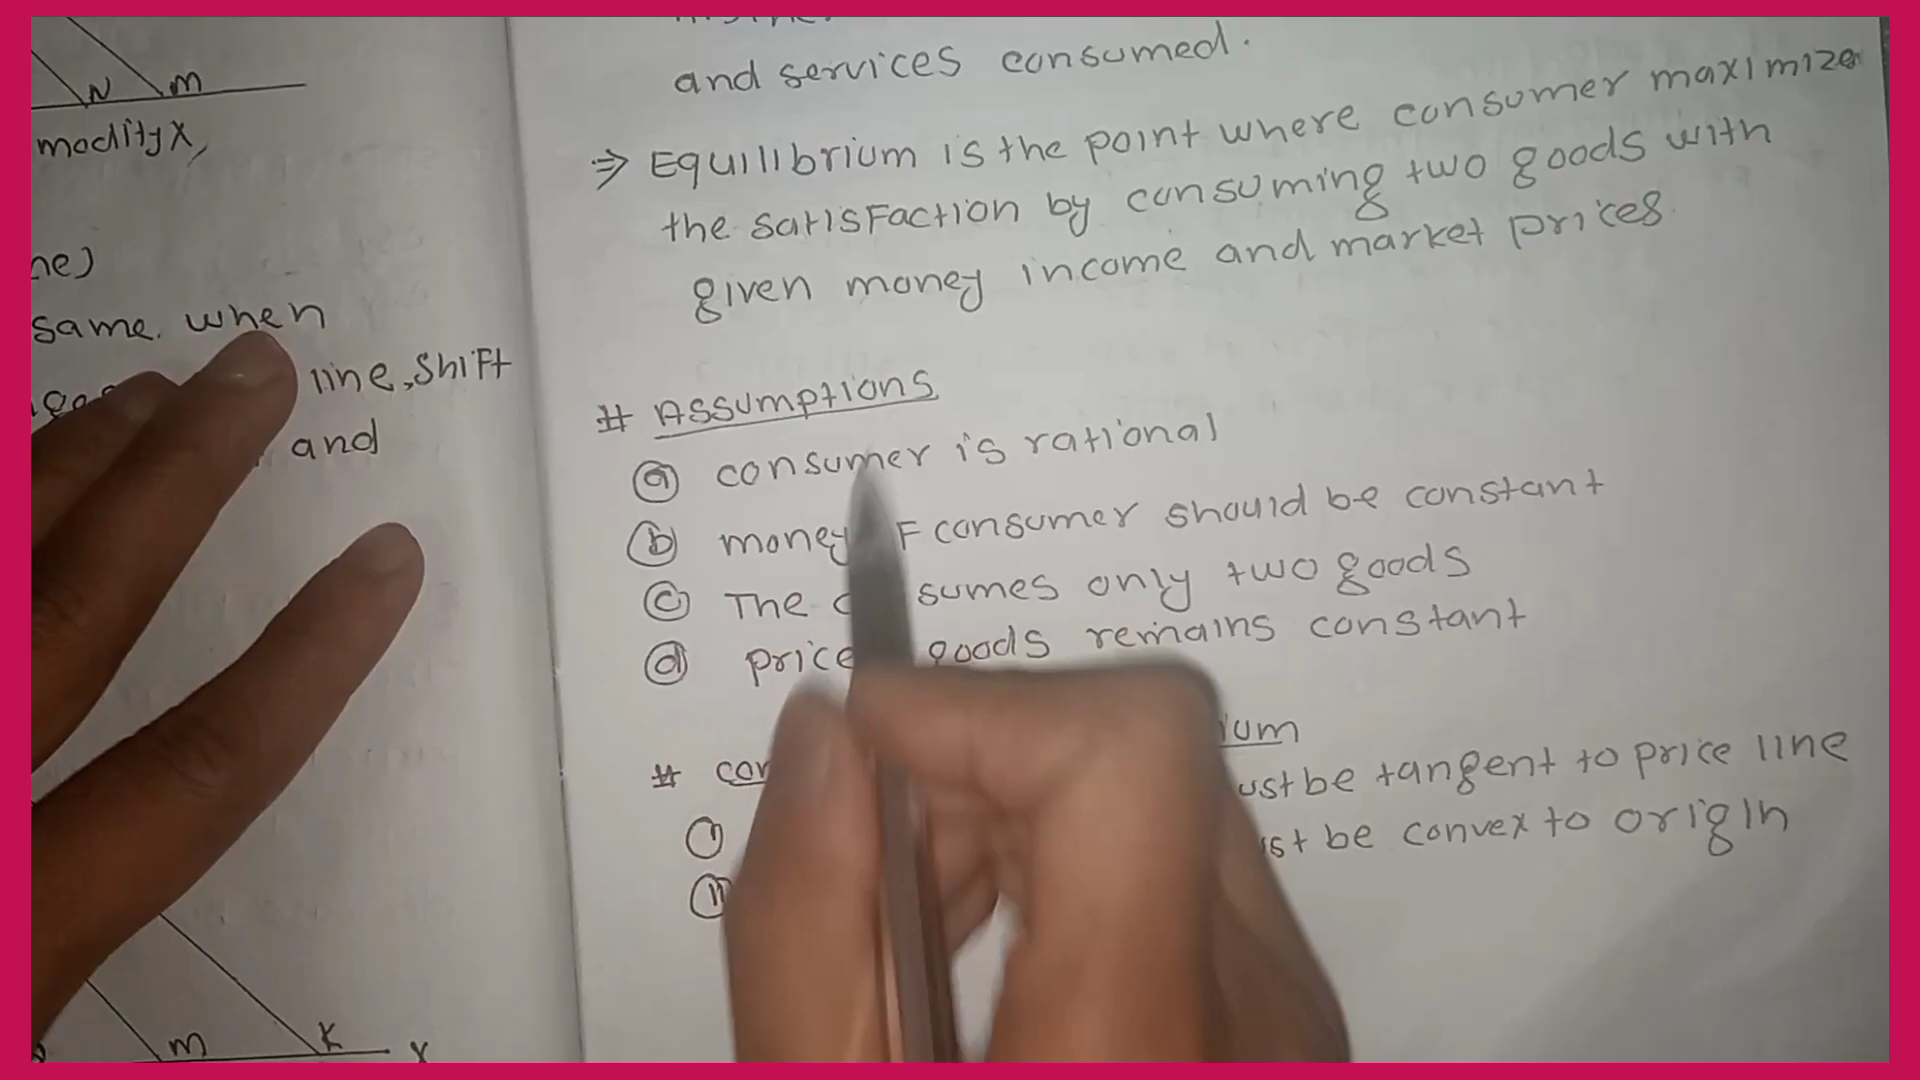 N m
modity X,
ne)
same. when
line, shift
and
m K X
and services consumed.
⇒ Equilibrium is the point where consumer maximize
the satisfaction by consuming two goods with
given money income and market prices.
# Assumptions
(a) consumer is rational
(b) money F consumer should be constant
(c) The sumes only two goods
(d) price goods remains constant
# con ium
(i) ust be tangent to price line
(ii) st be convex to origin